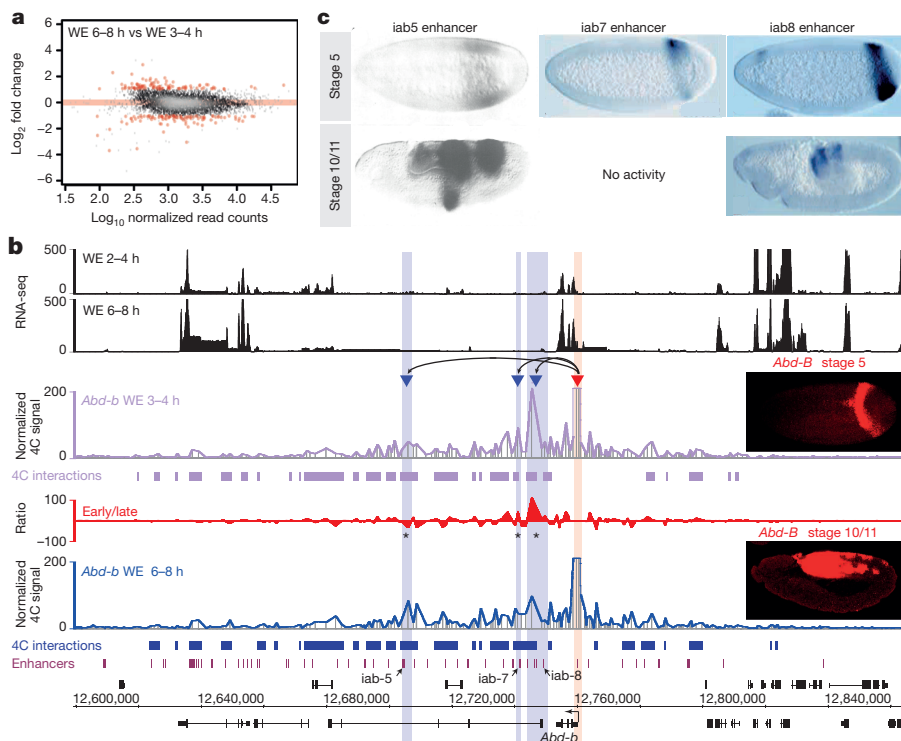 a
6
4
2
0
−2
−4
−6
WE 6–8 h vs WE 3–4 h
Log2 fold change
1.5 2.0 2.5 3.0 3.5 4.0 4.5
Log10 normalized read counts
c
iab5 enhancer
iab7 enhancer
iab8 enhancer
Stage 5
Stage 10/11
No activity
b
RNA-seq
500
0
WE 2–4 h
500
0
WE 6–8 h
Normalized
4C signal
200
0
Abd-b WE 3–4 h
Abd-B stage 5
4C interactions
Ratio
100
−100
Early/late
* * *
Abd-B stage 10/11
Normalized
4C signal
200
0
Abd-b WE 6–8 h
4C interactions
Enhancers
iab-5
iab-7
iab-8
12,600,000 12,640,000 12,680,000 12,720,000 12,760,000 12,800,000 12,840,000
Abd-b